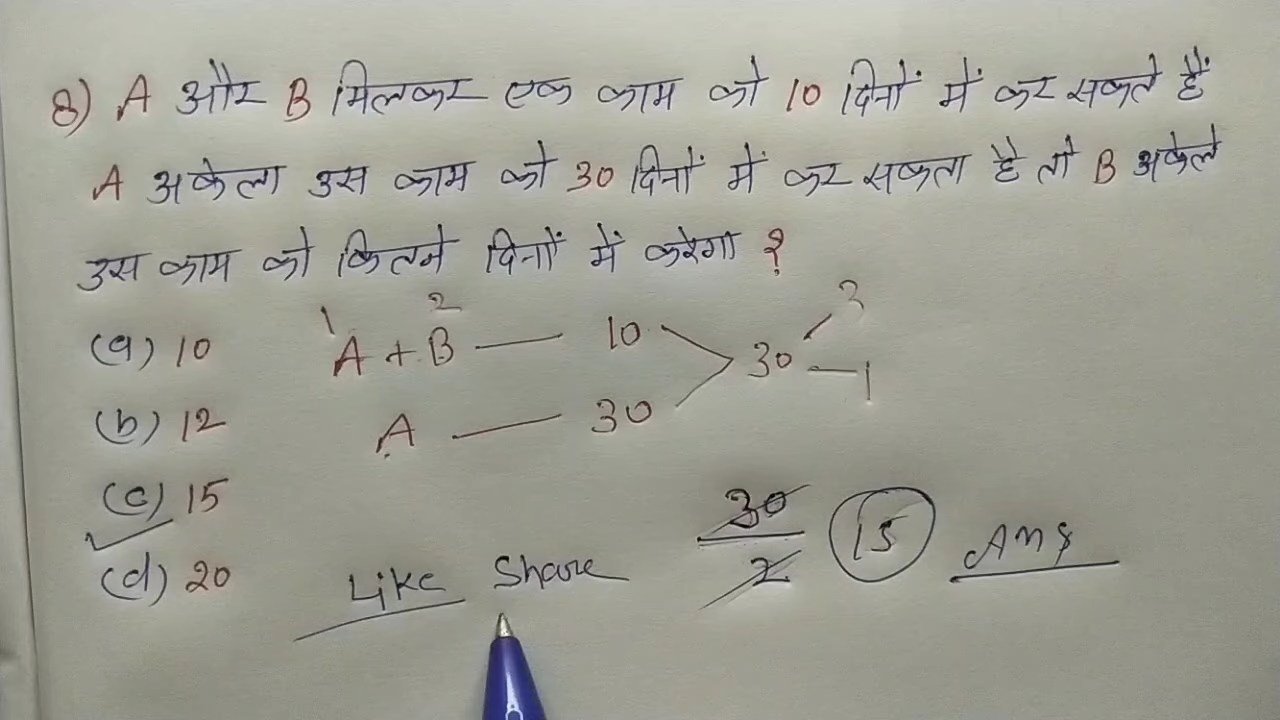 8) A और B मिलकर एक काम को 10 दिनों में कर सकते हैं
A अकेला उस काम को 30 दिनों में कर सकता है तो B अकेले
उस काम को कितने दिनों में करेगा ?
(a) 10
(b) 12
(c) 15
(d) 20
1 2
A + B — 10
A — 30
30
3
1
30
2
15 Ans
Like Share